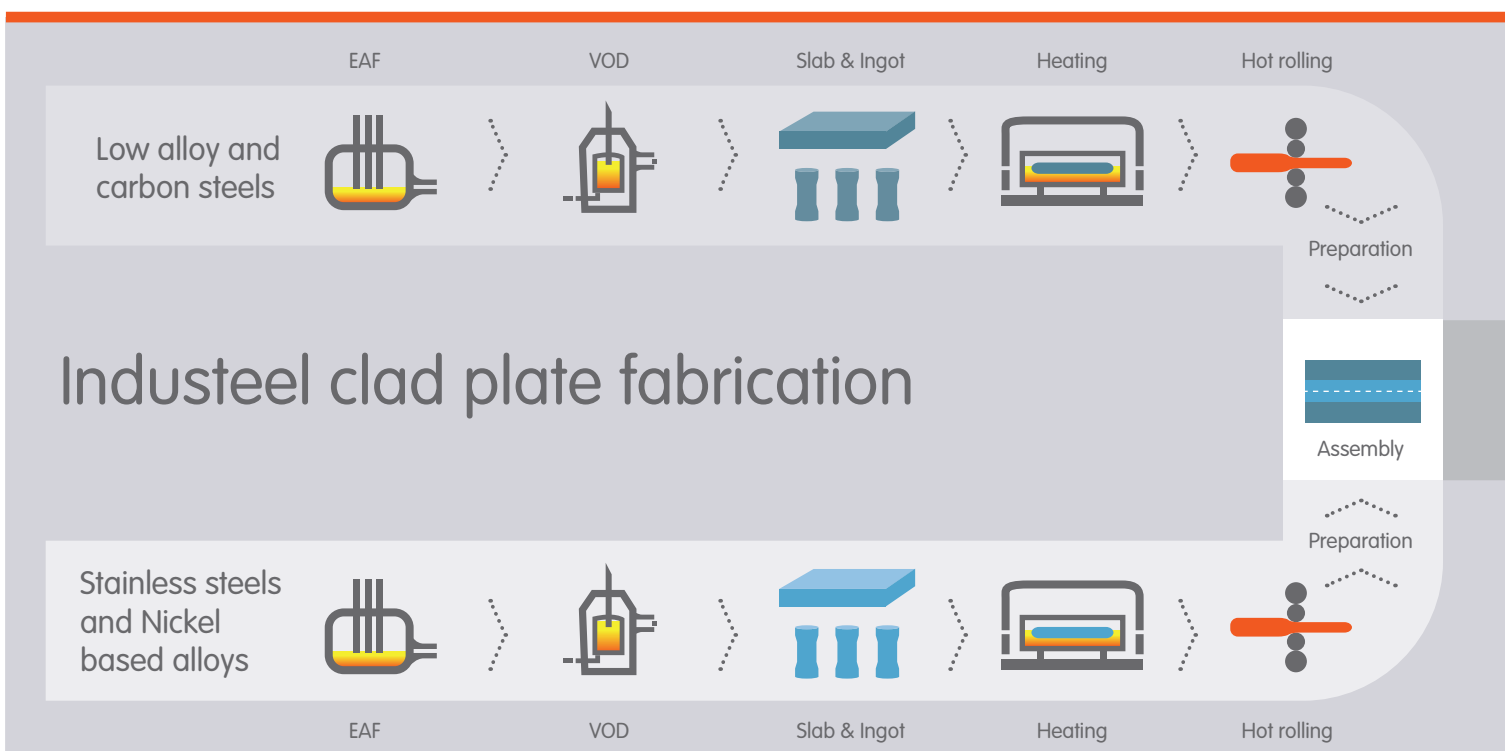 EAF
VOD
Slab & Ingot
Heating
Hot rolling
Low alloy and
carbon steels
Preparation
Industeel clad plate fabrication
Assembly
Preparation
Stainless steels
and Nickel
based alloys
EAF
VOD
Slab & Ingot
Heating
Hot rolling